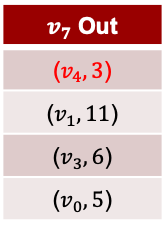 v₇ Out
(v₄, 3)
(v₁, 11)
(v₃, 6)
(v₀, 5)